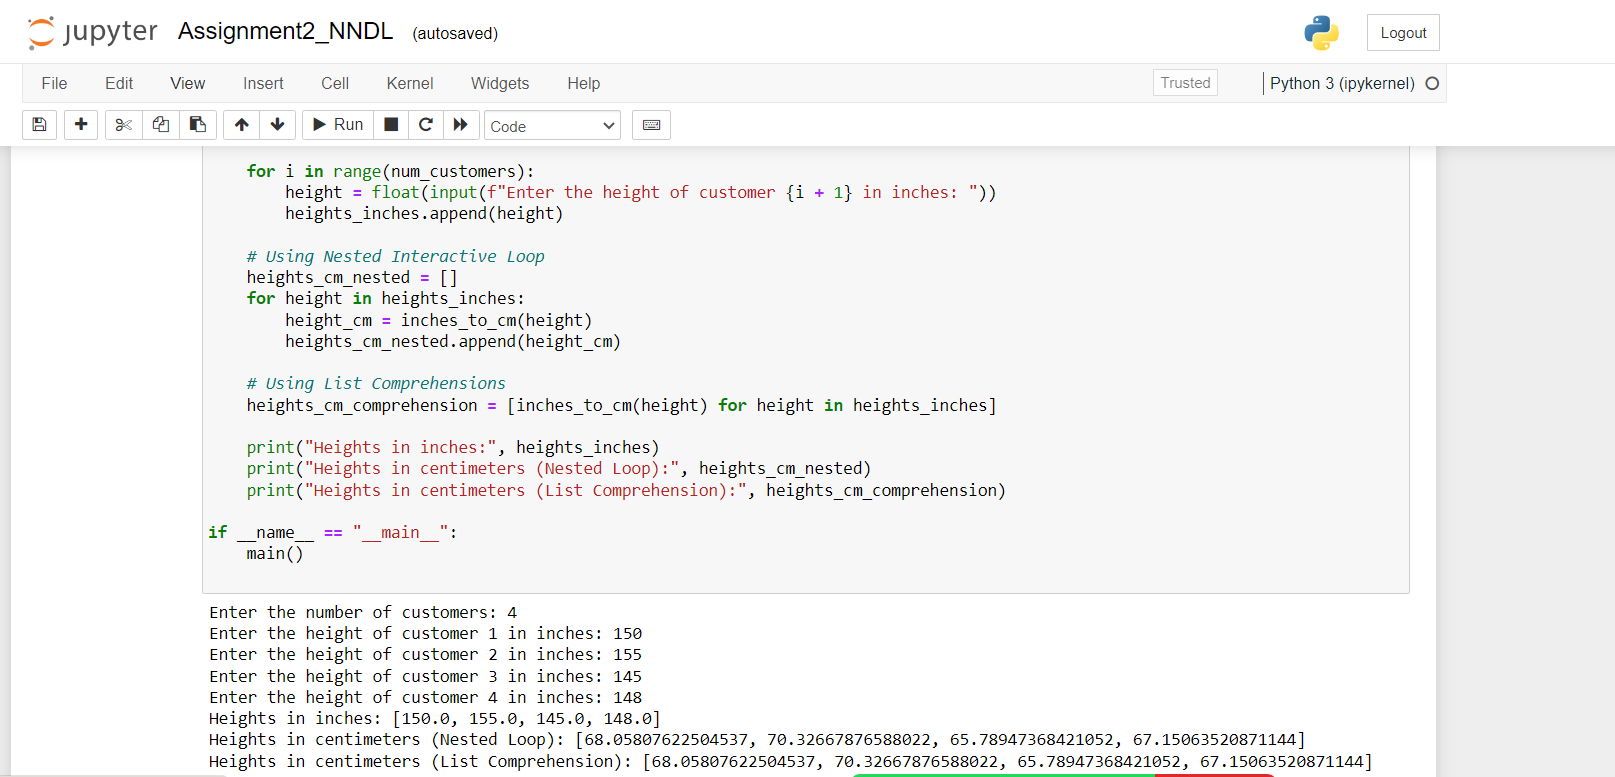 jupyter Assignment2_NNDL (autosaved) Logout
File Edit View Insert Cell Kernel Widgets Help Trusted Python 3 (ipykernel)
Run Code
for i in range(num_customers):
height = float(input(f"Enter the height of customer {i + 1} in inches: "))
heights_inches.append(height)
# Using Nested Interactive Loop
heights_cm_nested = []
for height in heights_inches:
height_cm = inches_to_cm(height)
heights_cm_nested.append(height_cm)
# Using List Comprehensions
heights_cm_comprehension = [inches_to_cm(height) for height in heights_inches]
print("Heights in inches:", heights_inches)
print("Heights in centimeters (Nested Loop):", heights_cm_nested)
print("Heights in centimeters (List Comprehension):", heights_cm_comprehension)
if __name__ == "__main__":
main()
Enter the number of customers: 4
Enter the height of customer 1 in inches: 150
Enter the height of customer 2 in inches: 155
Enter the height of customer 3 in inches: 145
Enter the height of customer 4 in inches: 148
Heights in inches: [150.0, 155.0, 145.0, 148.0]
Heights in centimeters (Nested Loop): [68.05807622504537, 70.32667876588022, 65.78947368421052, 67.15063520871144]
Heights in centimeters (List Comprehension): [68.05807622504537, 70.32667876588022, 65.78947368421052, 67.15063520871144]